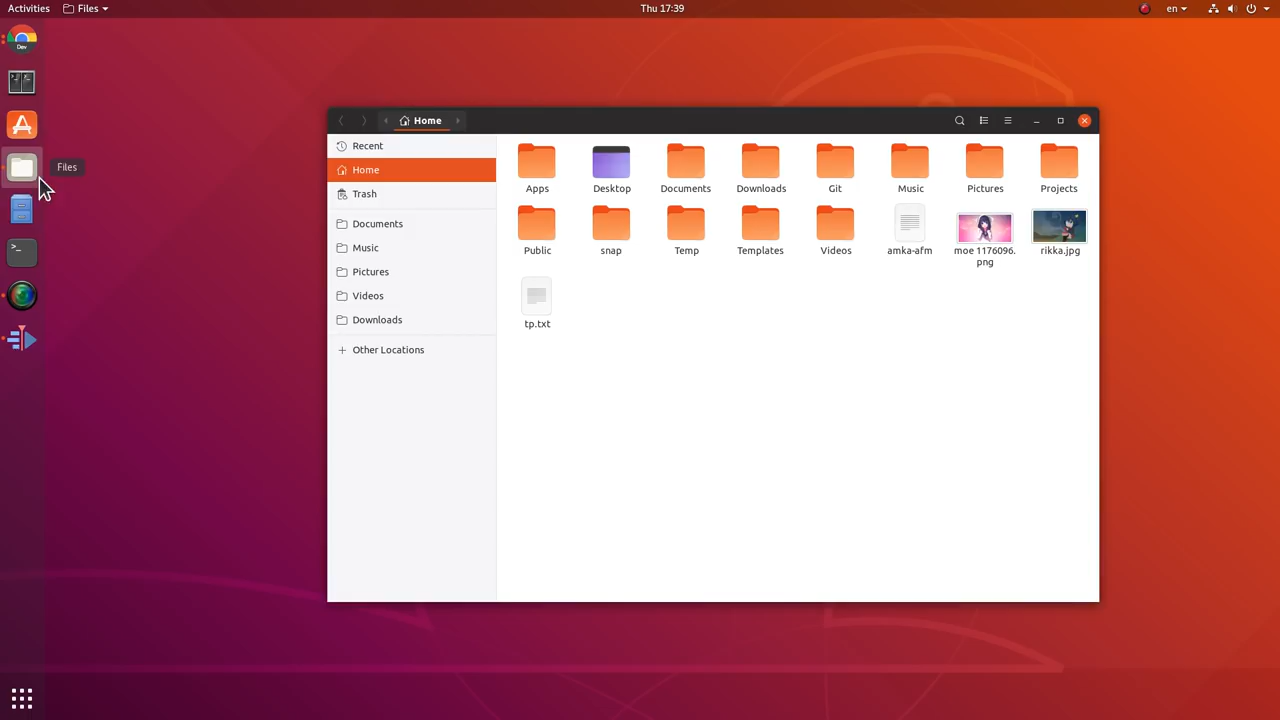 Activities Files Thu 17:39 en
Dev
Files
Home
Recent
Home
Trash
Documents
Music
Pictures
Videos
Downloads
Other Locations
Apps Desktop Documents Downloads Git Music Pictures Projects
Public snap Temp Templates Videos amka-afm moe 1176096. rikka.jpg
png
tp.txt